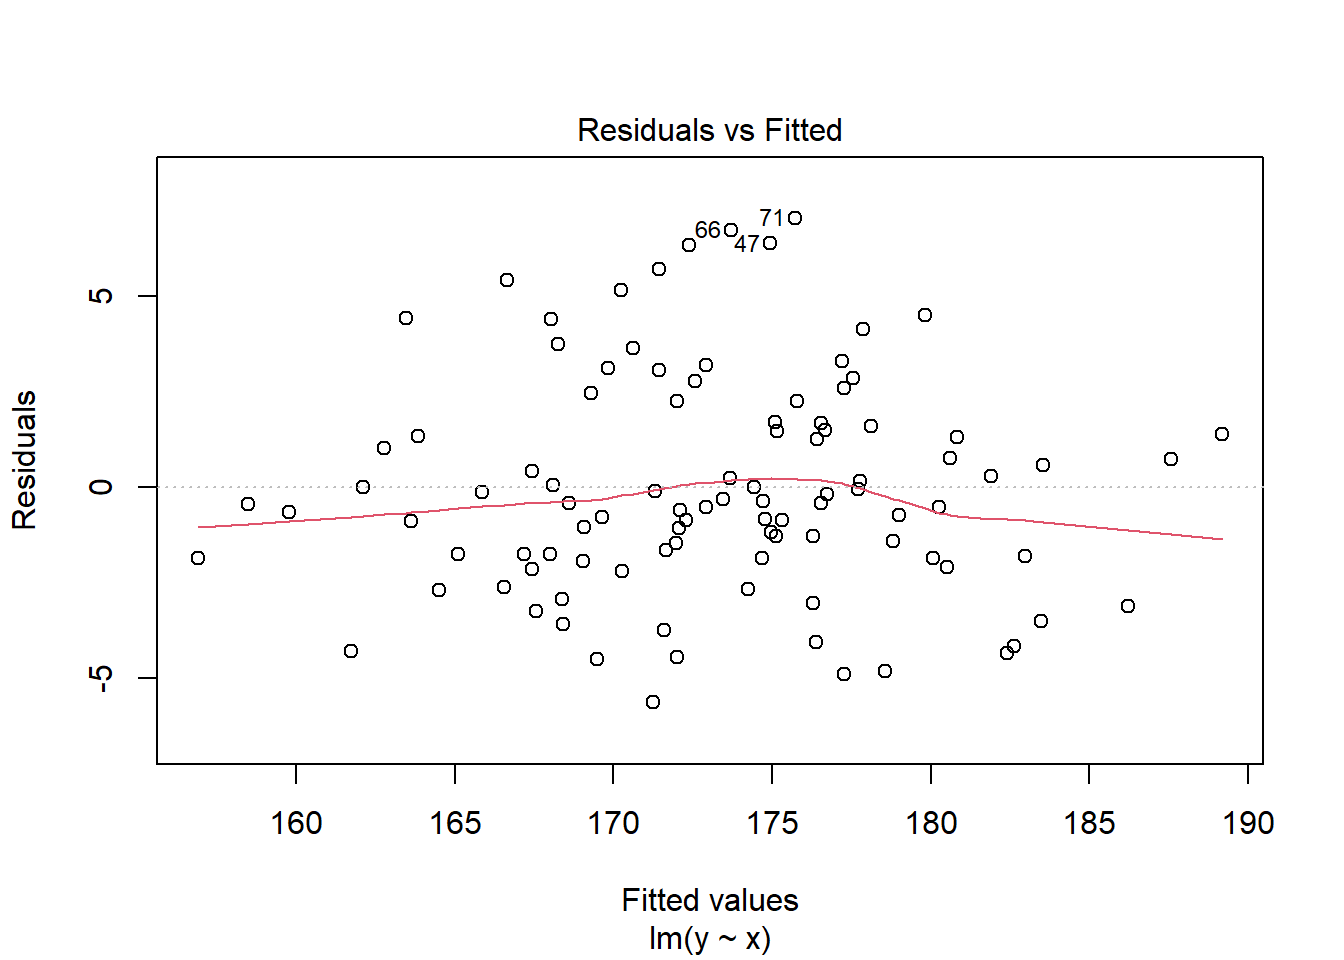 Residuals vs Fitted
Residuals
5
0
-5
71
66
47
160 165 170 175 180 185 190
Fitted values
lm(y ~ x)